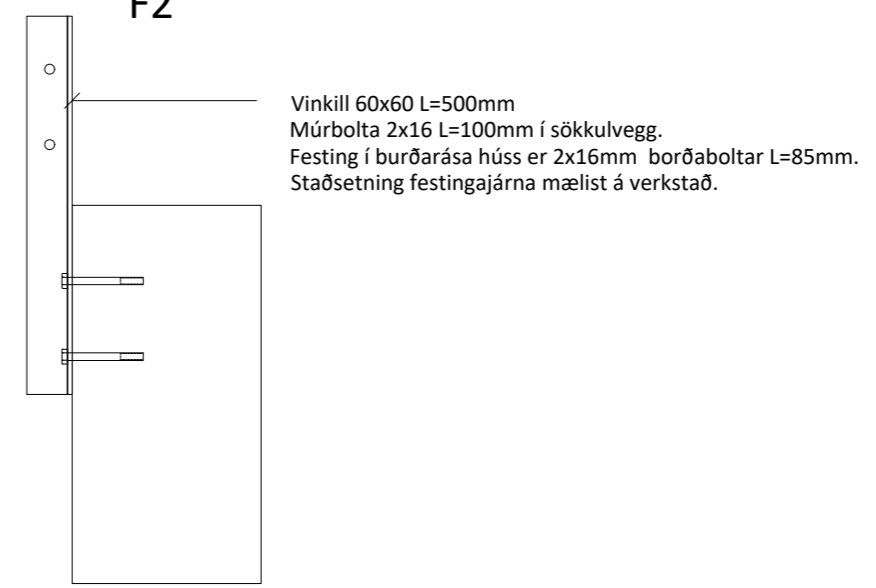 F2
Vinkill 60x60 L=500mm
Múrbolta 2x16 L=100mm í sökkulvegg.
Festing í burðarása húss er 2x16mm borðaboltar L=85mm.
Staðsetning festingajárna mælist á verkstað.